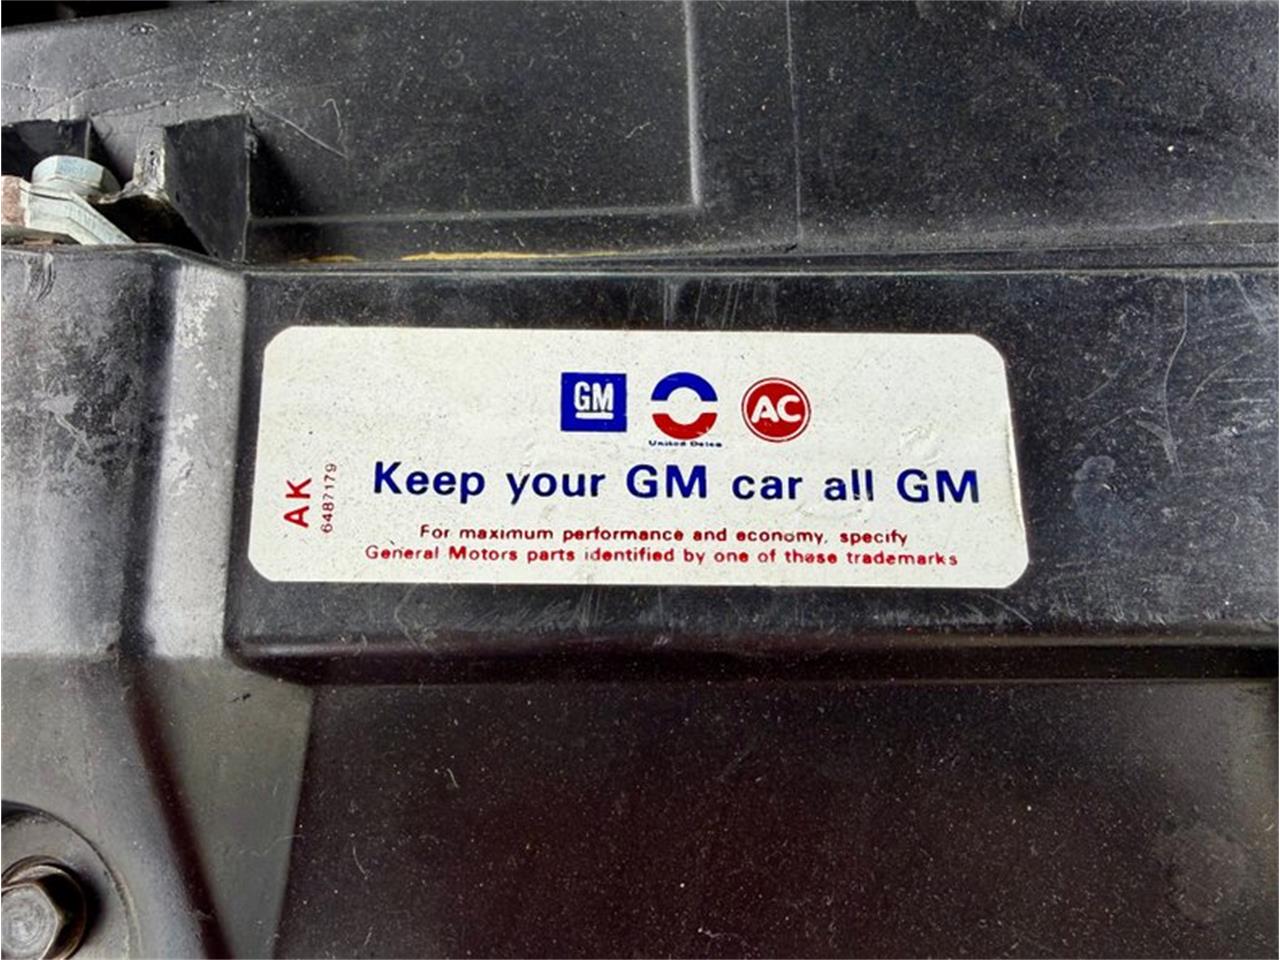 GM
United Delco
AC
Keep your GM car all GM
For maximum performance and economy, specify
General Motors parts identified by one of these trademarks
AK
6487179